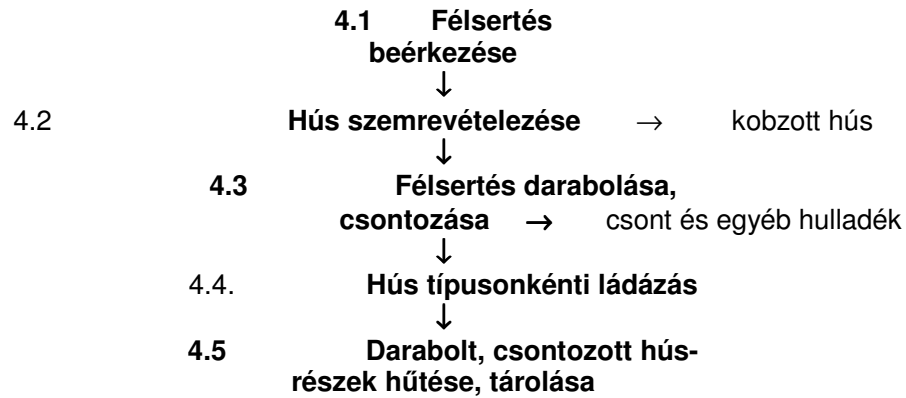 4.1 Félsertés
beérkezése
↓
4.2 Hús szemrevételezése → kobzott hús
↓
4.3 Félsertés darabolása,
csontozása → csont és egyéb hulladék
↓
4.4. Hús típusonkénti ládázás
↓
4.5 Darabolt, csontozott hús-
részek hűtése, tárolása